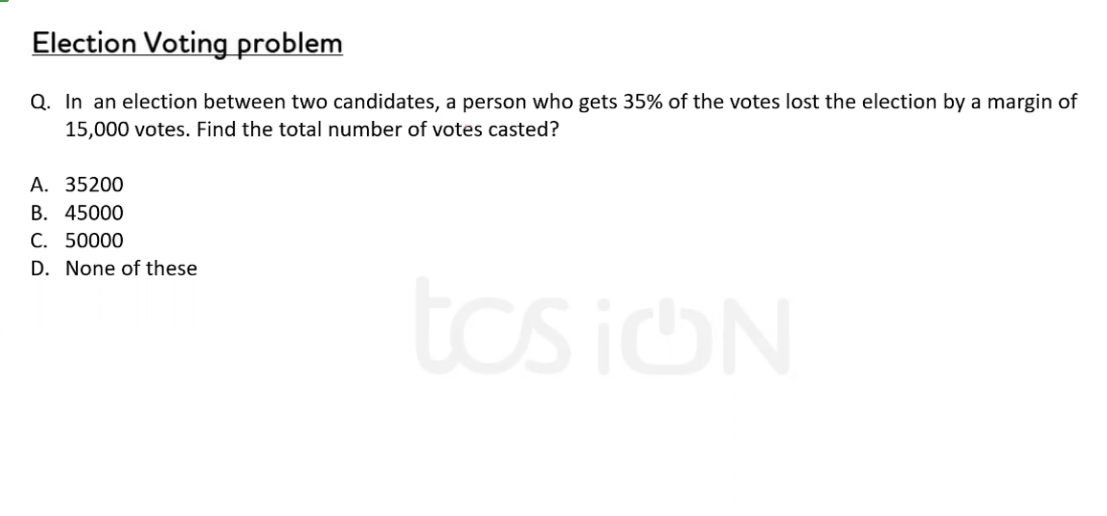 Election Voting problem
Q. In an election between two candidates, a person who gets 35% of the votes lost the election by a margin of
15,000 votes. Find the total number of votes casted?
A. 35200
B. 45000
C. 50000
D. None of these
tcs iON